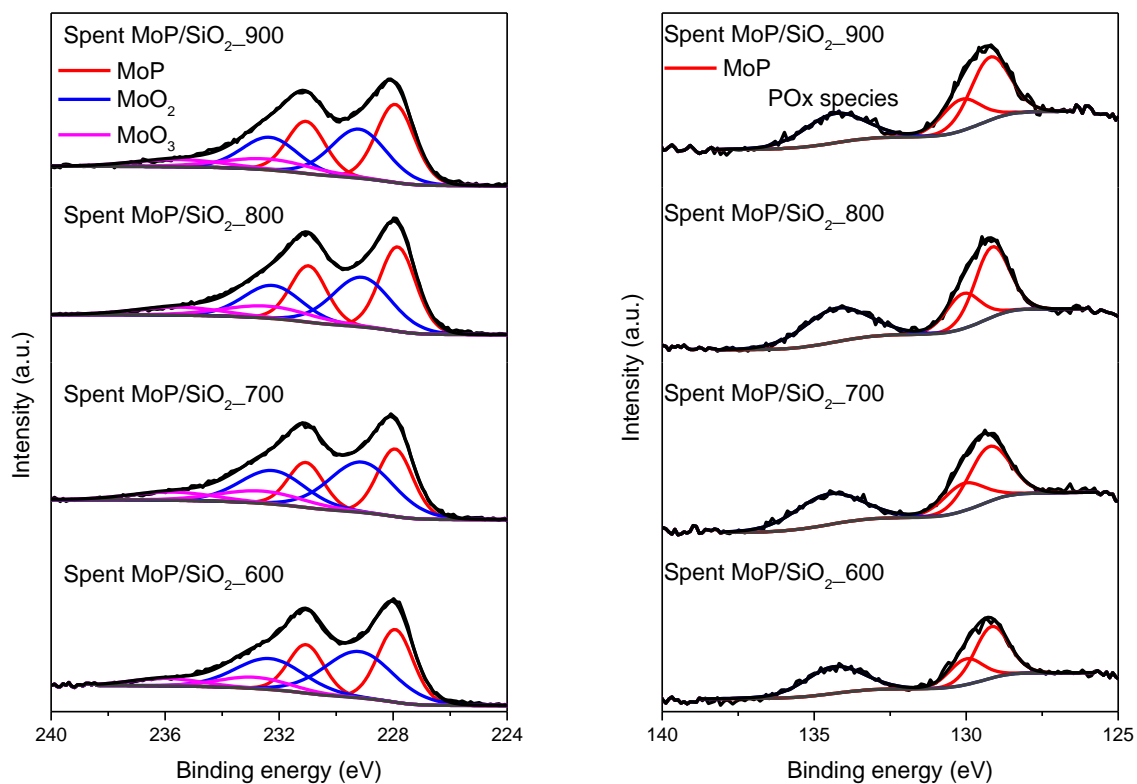 Spent MoP/SiO₂_900
MoP
MoO₂
MoO₃
Spent MoP/SiO₂_800
Spent MoP/SiO₂_700
Spent MoP/SiO₂_600
Intensity (a.u.)
240 236 232 228 224
Binding energy (eV)
Spent MoP/SiO₂_900
MoP
POx species
Spent MoP/SiO₂_800
Spent MoP/SiO₂_700
Spent MoP/SiO₂_600
Intensity (a.u.)
140 135 130 125
Binding energy (eV)